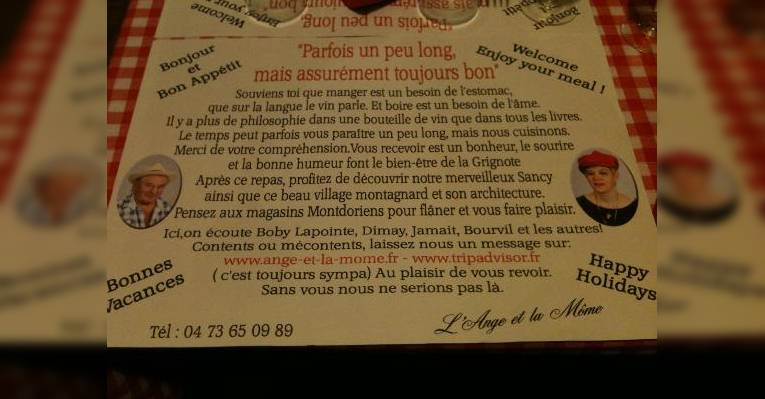 Bonjour
et
Bon Appétit
"Parfois un peu long,
mais assurément toujours bon"
Welcome
Enjoy your meal !
Souviens toi que manger est un besoin de l'estomac,
que sur la langue le vin parle. Et boire est un besoin de l'âme.
Il y a plus de philosophie dans une bouteille de vin que dans tous les livres.
Le temps peut parfois vous paraître un peu long, mais nous cuisinons.
Merci de votre compréhension.Vous recevoir est un bonheur, le sourire
et la bonne humeur font le bien-être de la Grignote
Après ce repas, profitez de découvrir notre merveilleux Sancy
ainsi que ce beau village montagnard et son architecture.
Pensez aux magasins Montdoriens pour flâner et vous faire plaisir.
Ici,on écoute Boby Lapointe, Dimay, Jamait, Bourvil et les autres!
Contents ou mécontents, laissez nous un message sur:
www.ange-et-la-mome.fr - www.tripadvisor.fr
( c'est toujours sympa) Au plaisir de vous revoir.
Sans vous nous ne serions pas là.
Bonnes
Vacances
Happy
Holidays
Tél : 04 73 65 09 89
L'Ange et la Môme